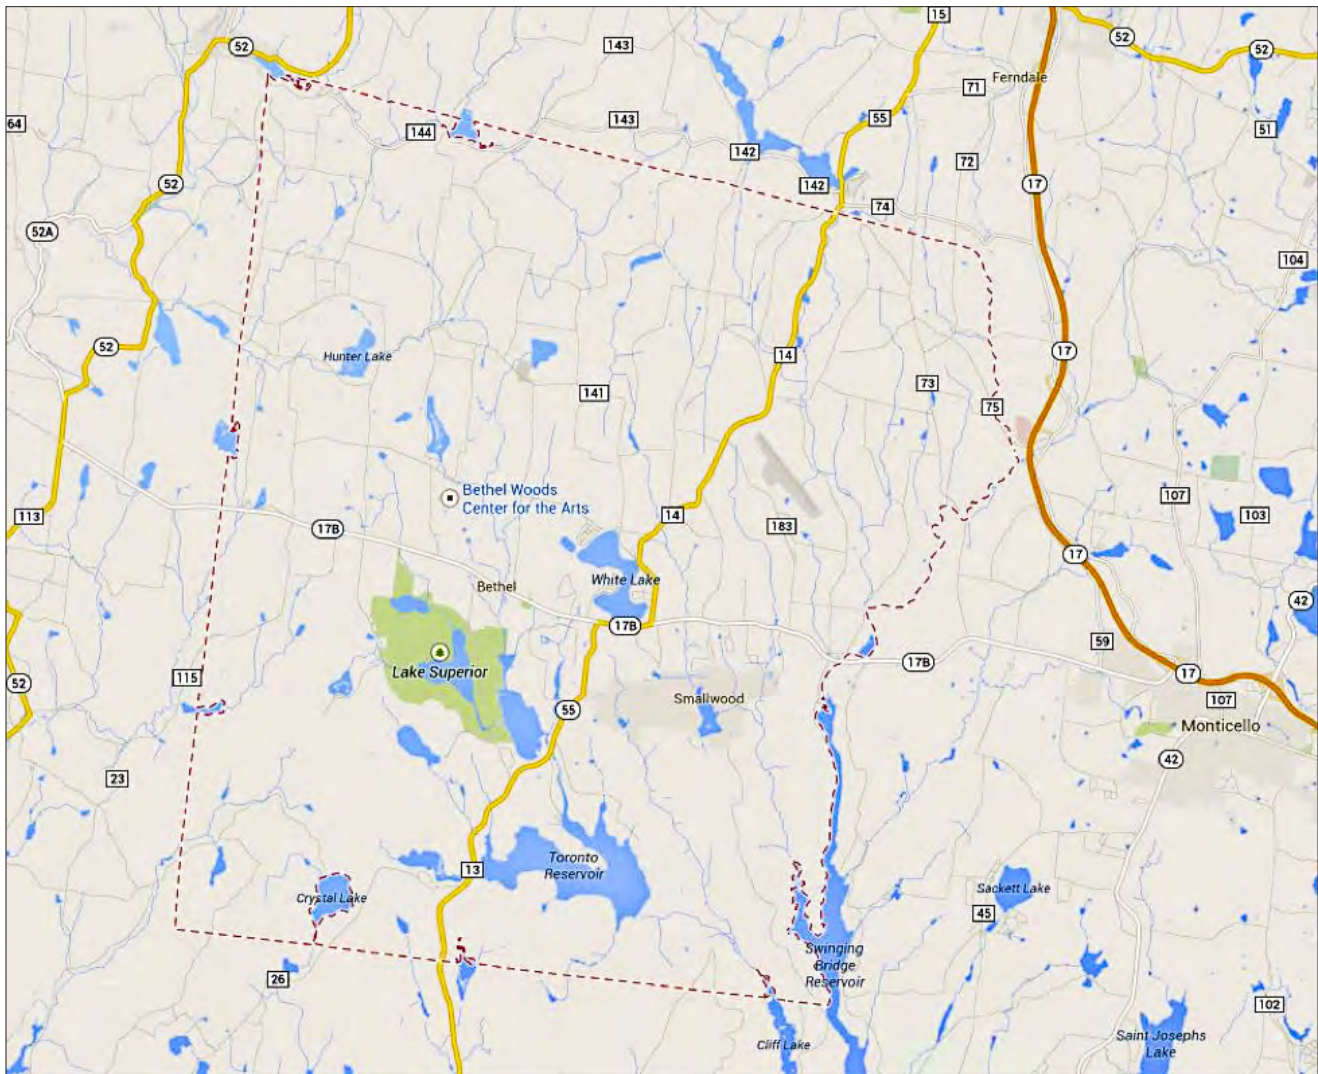 15
52
52
143
52
Ferndale
71
55
143
64
144
51
142
72
52
142
17
74
52A
104
52
17
14
Hunter Lake
73
141
75
Bethel Woods
Center for the Arts
107
113
14
103
17B
183
17
White Lake
Bethel
42
17B
59
17B
Lake Superior
17
115
52
Smallwood
107
55
Monticello
42
23
Toronto
Reservoir
13
Sackett Lake
Crystal Lake
45
Swinging
Bridge
Reservoir
26
102
Saint Josephs
Lake
Cliff Lake